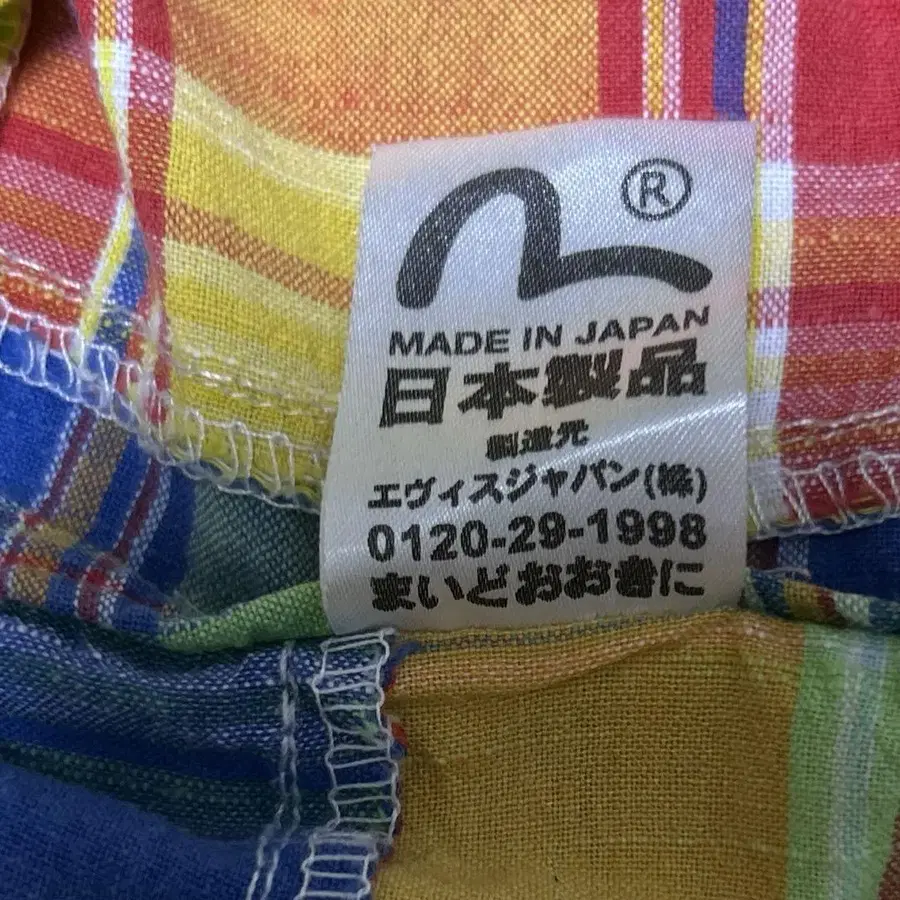 ®
MADE IN JAPAN
日本製品
製造元
エヴィスジャパン(株)
0120-29-1998
まいどおおきに